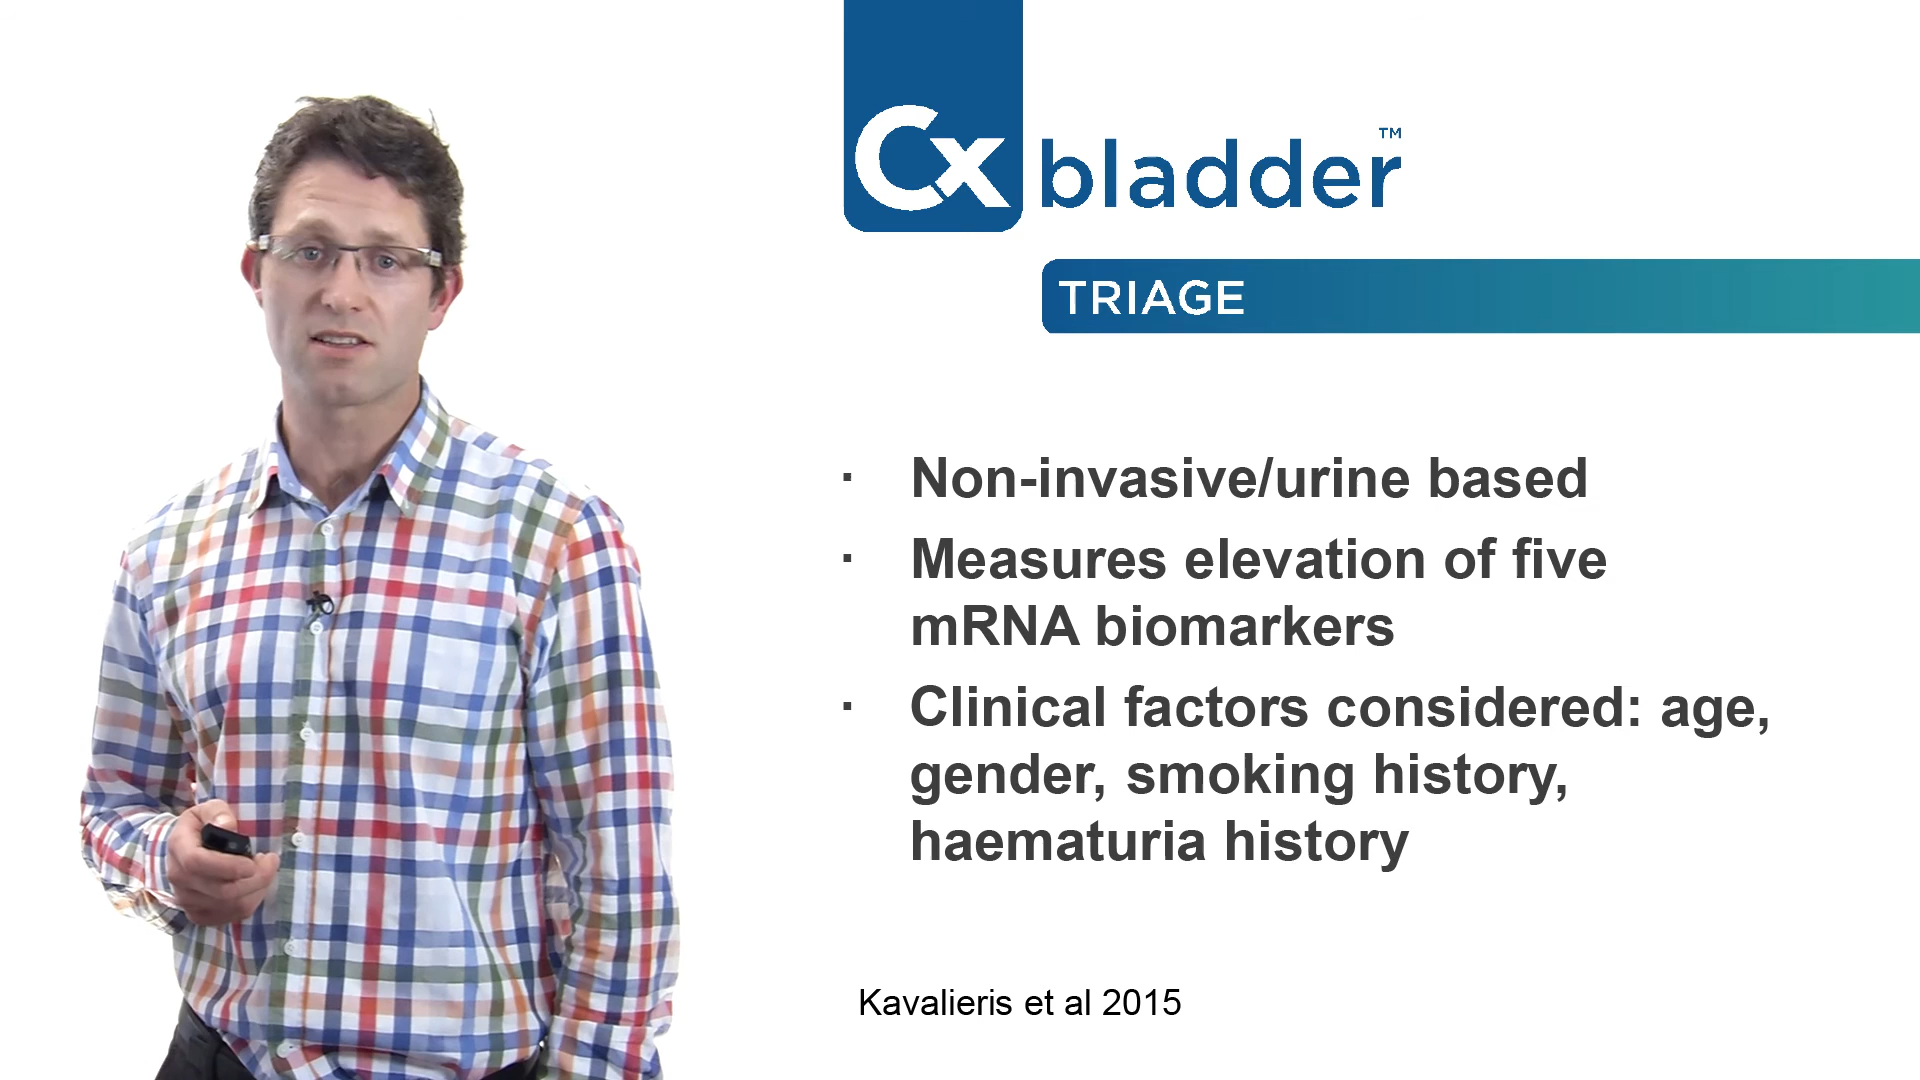 Cx bladder™
TRIAGE
· Non-invasive/urine based
· Measures elevation of five
mRNA biomarkers
· Clinical factors considered: age,
gender, smoking history,
haematuria history
Kavalieris et al 2015